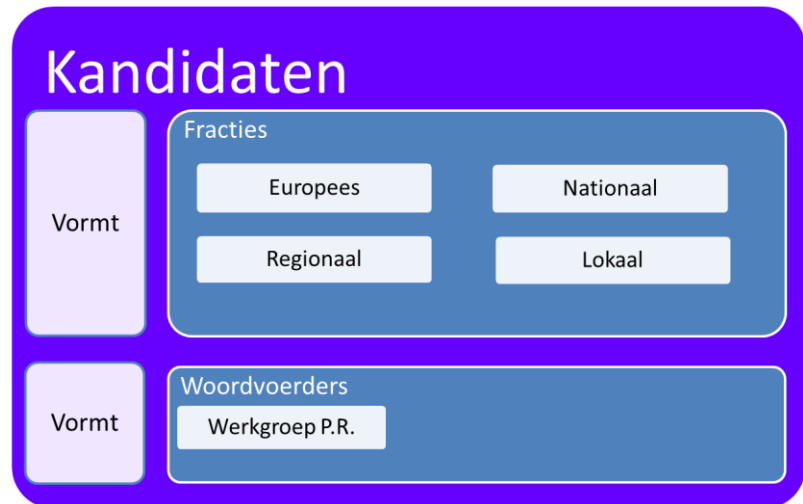 Kandidaten
Vormt
Fracties
Europees
Nationaal
Regionaal
Lokaal
Vormt
Woordvoerders
Werkgroep P.R.